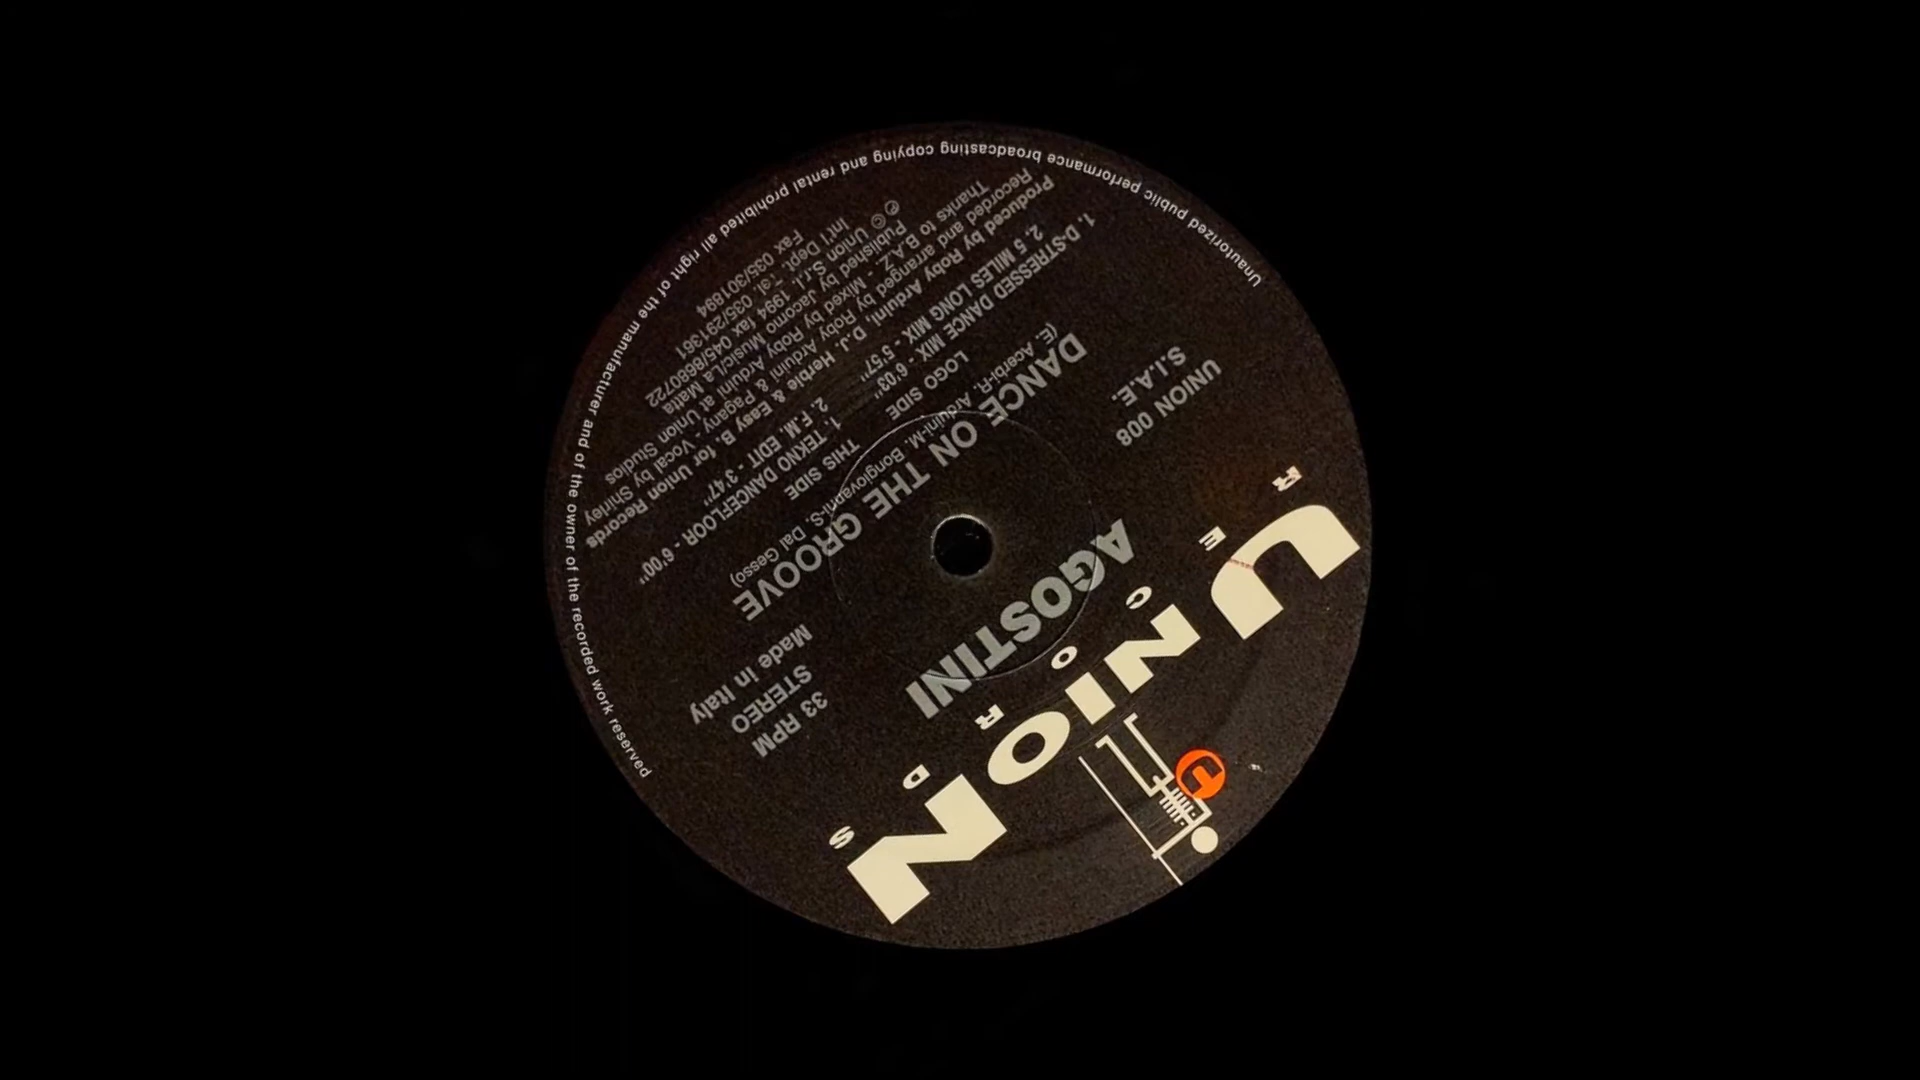 UNION
RECORDS
AGOSTINI
UNION 008
S.I.A.E.
33 RPM
STEREO
Made in Italy
DANCE ON THE GROOVE
(E. Acerbi-R. Arduini-M. Bongiovanni-S. Dal Gesso)
LOGO SIDE
1. D-STRESSED DANCE MIX - 6'03"
2. 5 MILES LONG MIX - 5'57"
THIS SIDE
1. TEKNO DANCEFLOOR - 6'00"
2. F.M. EDIT - 3'47"
Produced by Roby Arduini, D.J. Herbie & Easy B. for Union Records
Recorded and arranged by Roby Arduini & Pagany. - Vocal by Shirley
Thanks to B.A.Z. - Mixed by Roby Arduini at Union Studios
Published by Jacomo Music/La Matta
℗© Union S.r.l. 1994 fax 045/8680722
Int'l Dept. Tel. 035/291361
Fax 035/301894
Unautorized public performance broadcasting copying and rental prohibited all right of the manufacturer and of the owner of the recorded work reserved